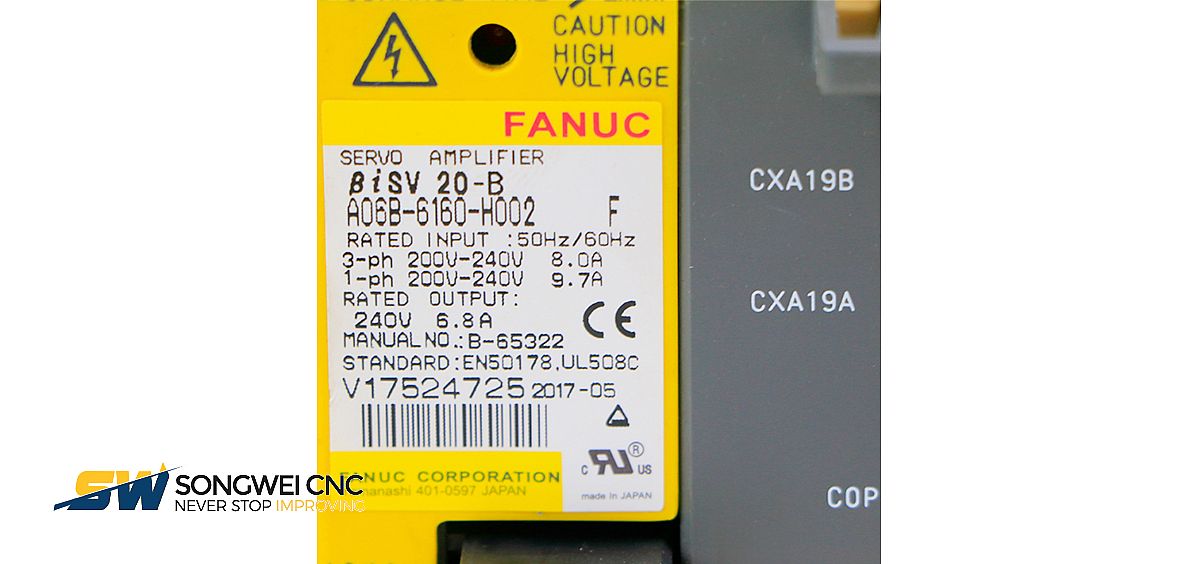 CAUTION
HIGH
VOLTAGE
FANUC
SERVO AMPLIFIER
βiSV 20-B
A06B-6160-H002 F
RATED INPUT :50Hz/60Hz
3-ph 200V-240V 8.0A
1-ph 200V-240V 9.7A
RATED OUTPUT:
240V 6.8A
CE
MANUAL NO.:B-65322
STANDARD:EN50178,UL508C
V17524725 2017-05
c RU ® US
FANUC CORPORATION
401-0597 JAPAN
made in JAPAN
CXA19B
CXA19A
COP
SW SONGWEI CNC
NEVER STOP IMPROVING